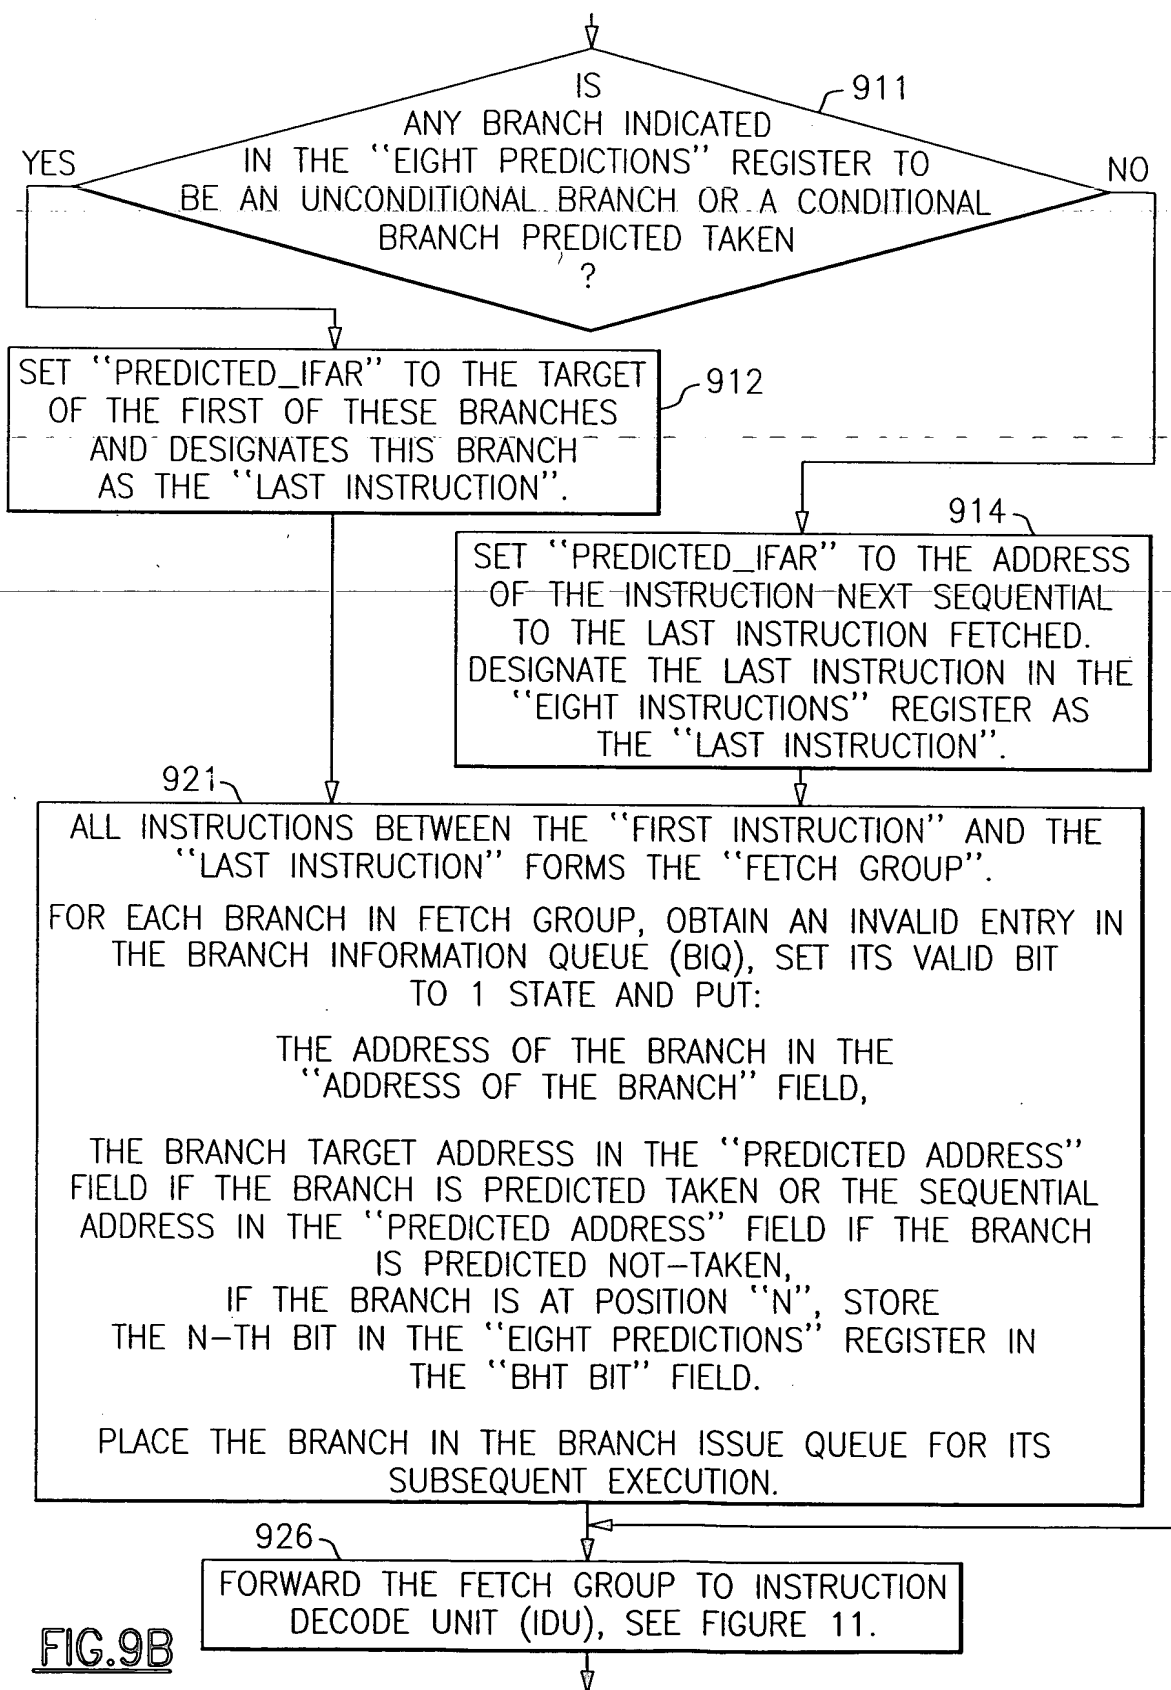 IS
911
ANY BRANCH INDICATED
YES
IN THE ``EIGHT PREDICTIONS'' REGISTER TO
NO
BE AN UNCONDITIONAL BRANCH OR A CONDITIONAL
BRANCH PREDICTED TAKEN
?
SET ``PREDICTED_IFAR'' TO THE TARGET
OF THE FIRST OF THESE BRANCHES
AND DESIGNATES THIS BRANCH
AS THE ``LAST INSTRUCTION''.
912
914
SET ``PREDICTED_IFAR'' TO THE ADDRESS
OF THE INSTRUCTION NEXT SEQUENTIAL
TO THE LAST INSTRUCTION FETCHED.
DESIGNATE THE LAST INSTRUCTION IN THE
``EIGHT INSTRUCTIONS'' REGISTER AS
THE ``LAST INSTRUCTION''.
921
ALL INSTRUCTIONS BETWEEN THE ``FIRST INSTRUCTION'' AND THE
``LAST INSTRUCTION'' FORMS THE ``FETCH GROUP''.
FOR EACH BRANCH IN FETCH GROUP, OBTAIN AN INVALID ENTRY IN
THE BRANCH INFORMATION QUEUE (BIQ), SET ITS VALID BIT
TO 1 STATE AND PUT:
THE ADDRESS OF THE BRANCH IN THE
``ADDRESS OF THE BRANCH'' FIELD,
THE BRANCH TARGET ADDRESS IN THE ``PREDICTED ADDRESS''
FIELD IF THE BRANCH IS PREDICTED TAKEN OR THE SEQUENTIAL
ADDRESS IN THE ``PREDICTED ADDRESS'' FIELD IF THE BRANCH
IS PREDICTED NOT-TAKEN,
IF THE BRANCH IS AT POSITION ``N'', STORE
THE N-TH BIT IN THE ``EIGHT PREDICTIONS'' REGISTER IN
THE ``BHT BIT'' FIELD.
PLACE THE BRANCH IN THE BRANCH ISSUE QUEUE FOR ITS
SUBSEQUENT EXECUTION.
926
FORWARD THE FETCH GROUP TO INSTRUCTION
DECODE UNIT (IDU), SEE FIGURE 11.
FIG.9B